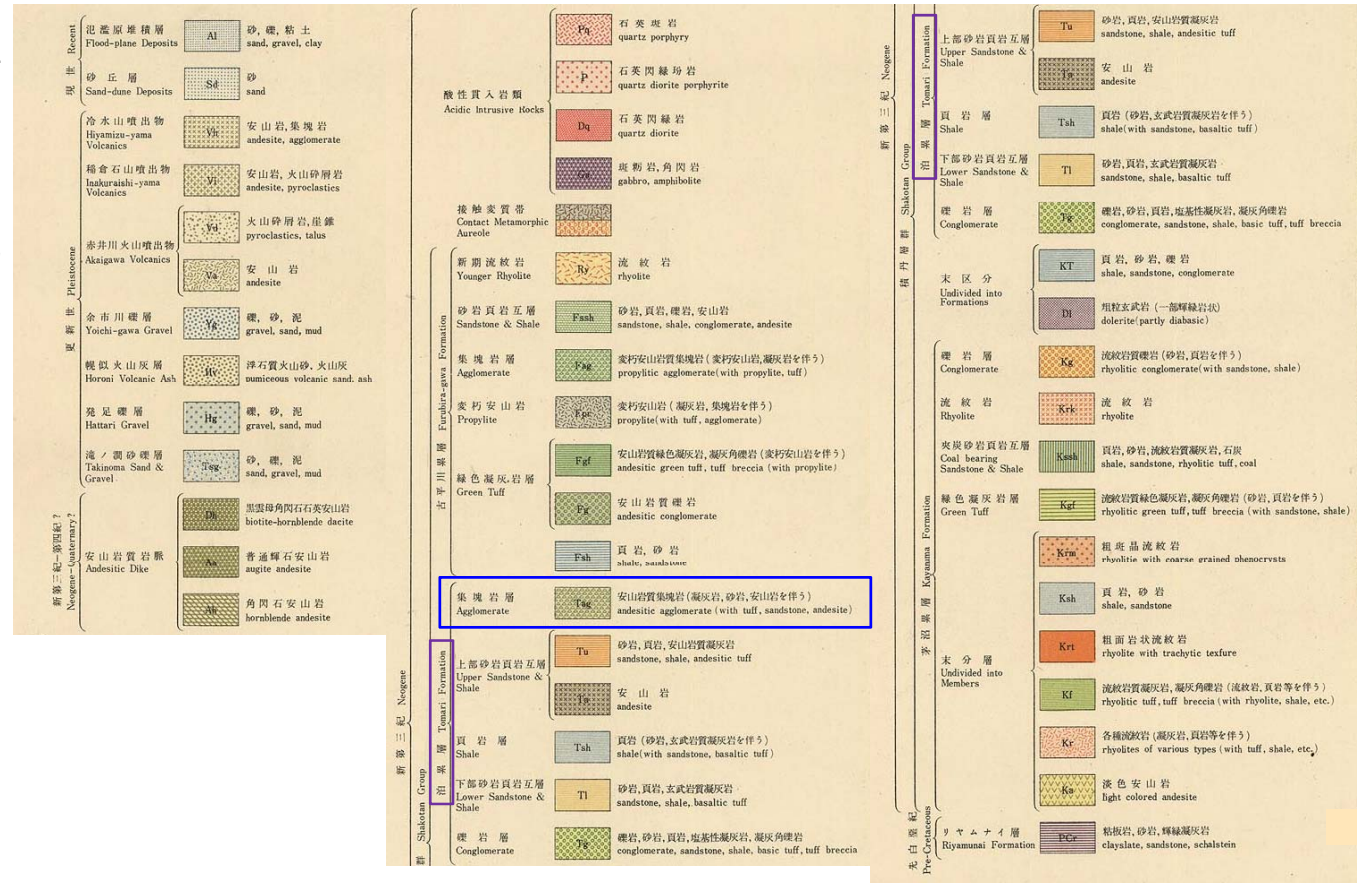 現世
Recent
氾濫原堆積層
Flood-plane Deposits
Al
砂, 礫, 粘土
sand, gravel, clay
砂丘層
Sand-dune Deposits
Sd
砂
sand
更新世
Pleistocene
冷水山噴出物
Hiyamizu-yama
Volcanics
Vh
安山岩, 集塊岩
andesite, agglomerate
稲倉石山噴出物
Inakuraishi-yama
Volcanics
Vi
安山岩, 火山砕屑岩
andesite, pyroclastics
赤井川火山噴出物
Akaigawa Volcanics
Vd
火山砕屑岩, 崖錐
pyroclastics, talus
Va
安山岩
andesite
余市川礫層
Yoichi-gawa Gravel
Yg
礫, 砂, 泥
gravel, sand, mud
幌似火山灰層
Horoni Volcanic Ash
Hv
浮石質火山砂, 火山灰
pumiceous volcanic sand, ash
発足礫層
Hattari Gravel
Hg
礫, 砂, 泥
gravel, sand, mud
滝ノ澗砂礫層
Takinoma Sand &
Gravel
Tsg
砂, 礫, 泥
sand, gravel, mud
新第三紀–第四紀?
Neogene-Quaternary?
安山岩質岩脈
Andesitic Dike
Dh
黒雲母角閃石石英安山岩
biotite-hornblende dacite
Aa
普通輝石安山岩
augite andesite
Ah
角閃石安山岩
hornblende andesite
新第三紀 Neogene
酸性貫入岩類
Acidic Intrusive Rocks
Pq
石英斑岩
quartz porphyry
P
石英閃緑玢岩
quartz diorite porphyrite
Dq
石英閃緑岩
quartz diorite
Ga
斑糲岩, 角閃岩
gabbro, amphibolite
接触変質帯
Contact Metamorphic
Aureole
古平川累層 Furubira-gawa Formation
新期流紋岩
Younger Rhyolite
Ry
流紋岩
rhyolite
砂岩頁岩互層
Sandstone & Shale
Fssh
砂岩, 頁岩, 礫岩, 安山岩
sandstone, shale, conglomerate, andesite
集塊岩層
Agglomerate
Fag
変朽安山岩質集塊岩 (変朽安山岩, 凝灰岩を伴う)
propylitic agglomerate(with propylite, tuff)
変朽安山岩
Propylite
Fpr
変朽安山岩 (凝灰岩, 集塊岩を伴う)
propylite(with tuff, agglomerate)
緑色凝灰岩層
Green Tuff
Fgf
安山岩質緑色凝灰岩, 凝灰角礫岩 (変朽安山岩を伴う)
andesitic green tuff, tuff breccia (with propylite)
Fg
安山岩質礫岩
andesitic conglomerate
Fsh
頁岩, 砂岩
shale, sandstone
集塊岩層
Agglomerate
Tag
安山岩質集塊岩 (凝灰岩, 砂岩, 安山岩を伴う)
andesitic agglomerate (with tuff, sandstone, andesite)
積丹層群 Shakotan Group
泊累層 Tomari Formation
上部砂岩頁岩互層
Upper Sandstone &
Shale
Tu
砂岩, 頁岩, 安山岩質凝灰岩
sandstone, shale, andesitic tuff
Ta
安山岩
andesite
頁岩層
Shale
Tsh
頁岩 (砂岩, 玄武岩質凝灰岩を伴う)
shale(with sandstone, basaltic tuff)
下部砂岩頁岩互層
Lower Sandstone &
Shale
Tl
砂岩, 頁岩, 玄武岩質凝灰岩
sandstone, shale, basaltic tuff
礫岩層
Conglomerate
Tg
礫岩, 砂岩, 頁岩, 塩基性凝灰岩, 凝灰角礫岩
conglomerate, sandstone, shale, basic tuff, tuff breccia
群 Shakotan Group
新第三紀 Neogene
泊累層 Tomari Formation
上部砂岩頁岩互層
Upper Sandstone &
Shale
Tu
砂岩, 頁岩, 安山岩質凝灰岩
sandstone, shale, andesitic tuff
Ta
安山岩
andesite
頁岩層
Shale
Tsh
頁岩 (砂岩, 玄武岩質凝灰岩を伴う)
shale(with sandstone, basaltic tuff)
下部砂岩頁岩互層
Lower Sandstone &
Shale
Tl
砂岩, 頁岩, 玄武岩質凝灰岩
sandstone, shale, basaltic tuff
礫岩層
Conglomerate
Tg
礫岩, 砂岩, 頁岩, 塩基性凝灰岩, 凝灰角礫岩
conglomerate, sandstone, shale, basic tuff, tuff breccia
末区分
Undivided into
Formations
KT
頁岩, 砂岩, 礫岩
shale, sandstone, conglomerate
Dl
粗粒玄武岩 (一部輝緑岩状)
dolerite(partly diabasic)
茅沼累層 Kayanama Formation
礫岩層
Conglomerate
Kg
流紋岩質礫岩 (砂岩, 頁岩を伴う)
rhyolitic conglomerate(with sandstone, shale)
流紋岩
Rhyolite
Krk
流紋岩
rhyolite
夾炭砂岩頁岩互層
Coal bearing
Sandstone & Shale
Kssh
頁岩, 砂岩, 流紋岩質凝灰岩, 石炭
shale, sandstone, rhyolitic tuff, coal
緑色凝灰岩層
Green Tuff
Kgf
流紋岩質緑色凝灰岩, 凝灰角礫岩 (砂岩, 頁岩を伴う)
rhyolitic green tuff, tuff breccia (with sandstone, shale)
末分層
Undivided into
Members
Krm
粗斑晶流紋岩
rhyolite with coarse grained phenocrysts
Ksh
頁岩, 砂岩
shale, sandstone
Krt
粗面岩状流紋岩
rhyolite with trachytic texfure
Kf
流紋岩質凝灰岩, 凝灰角礫岩 (流紋岩, 頁岩等を伴う)
rhyolitic tuff, tuff breccia (with rhyolite, shale, etc.)
Kr
各種流紋岩 (凝灰岩, 頁岩等を伴う)
rhyolites of various types (with tuff, shale, etc.)
Ka
淡色安山岩
light colored andesite
先白堊紀
Pre-Cretaceous
リヤムナイ層
Riyamunai Formation
PCr
粘板岩, 砂岩, 輝緑凝灰岩
clayslate, sandstone, schalstein